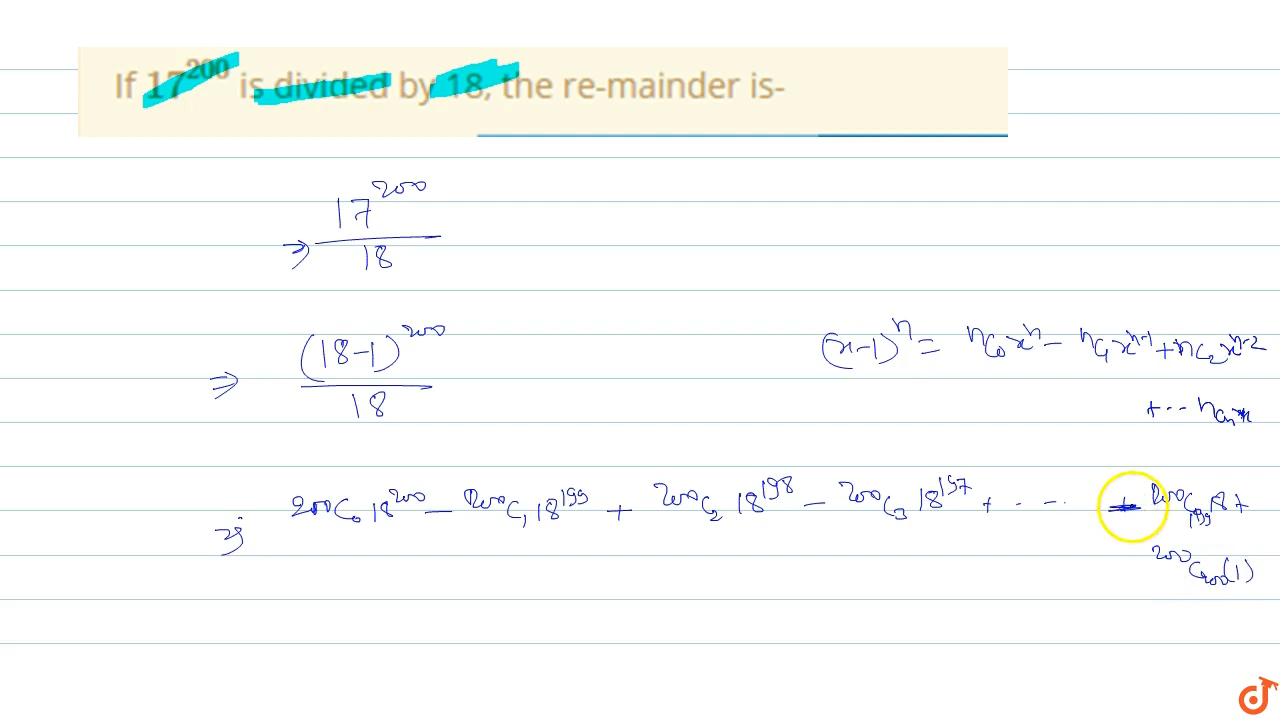 If 17^200 is divided by 18, the re-mainder is-
17^200
⇒ ———
18
(18-1)^200
⇒ ———
18
(x-1)^n = nC0 x^n - nC1 x^n-1 + nC2 x^n-2
+ ... nCn
200C0 18^200 - 200C1 18^199 + 200C2 18^198 - 200C3 18^197 + ... 200C199 18 +
200C200 (1)